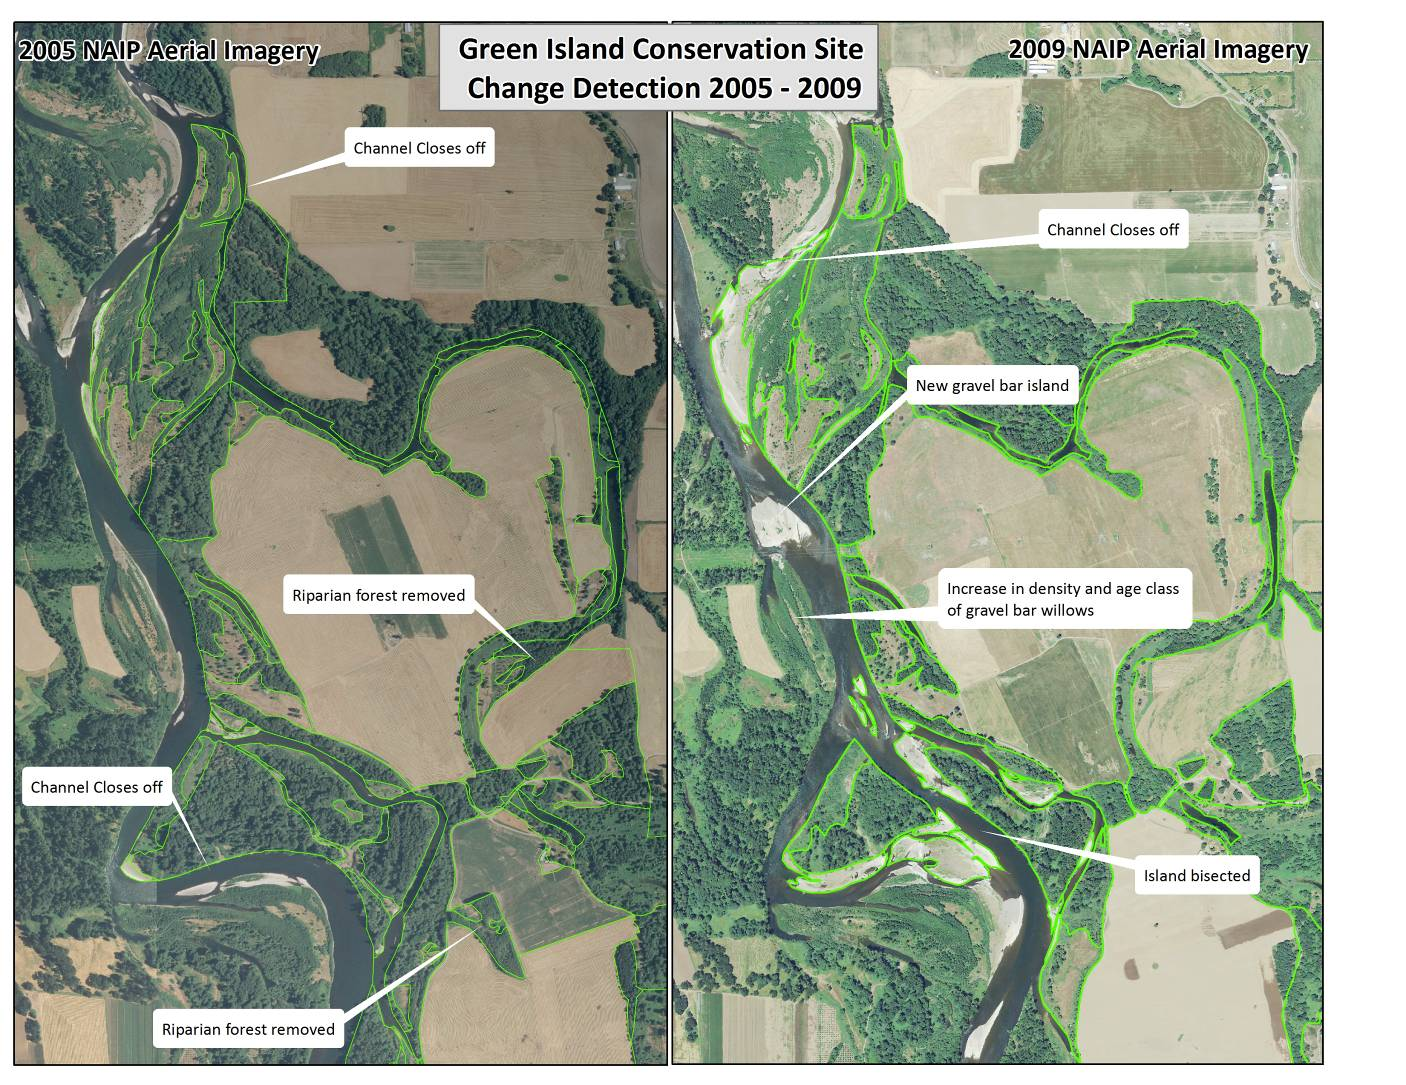 2005 NAIP Aerial Imagery
Green Island Conservation Site
Change Detection 2005 - 2009
2009 NAIP Aerial Imagery
Channel Closes off
Channel Closes off
New gravel bar island
Riparian forest removed
Increase in density and age class
of gravel bar willows
Channel Closes off
Island bisected
Riparian forest removed